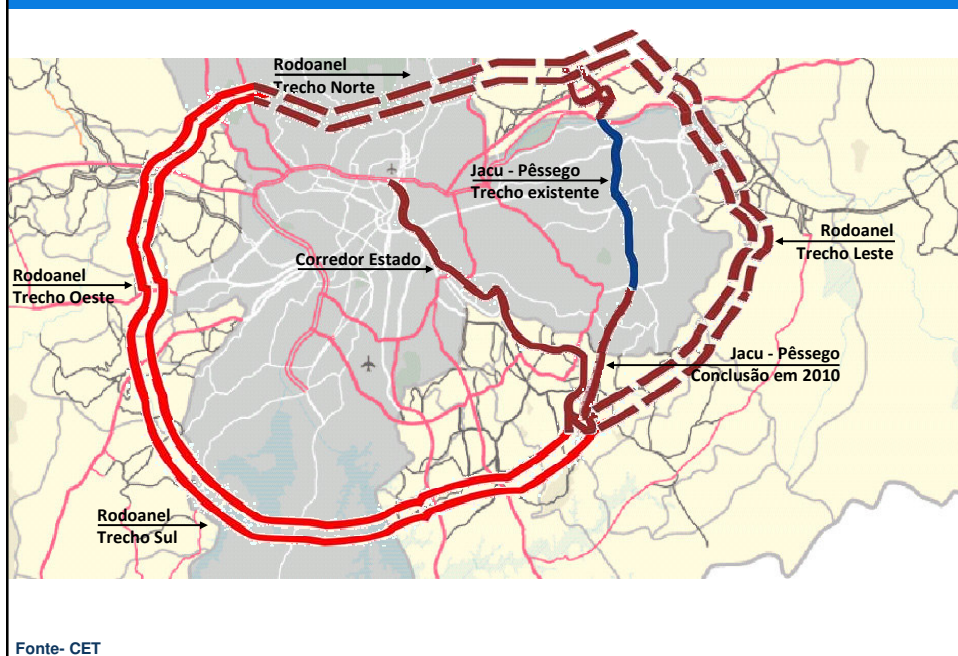 Rodoanel
Trecho Norte
Jacu - Pêssego
Trecho existente
Rodoanel
Trecho Leste
Corredor Estado
Rodoanel
Trecho Oeste
Jacu - Pêssego
Conclusão em 2010
Rodoanel
Trecho Sul
Fonte- CET